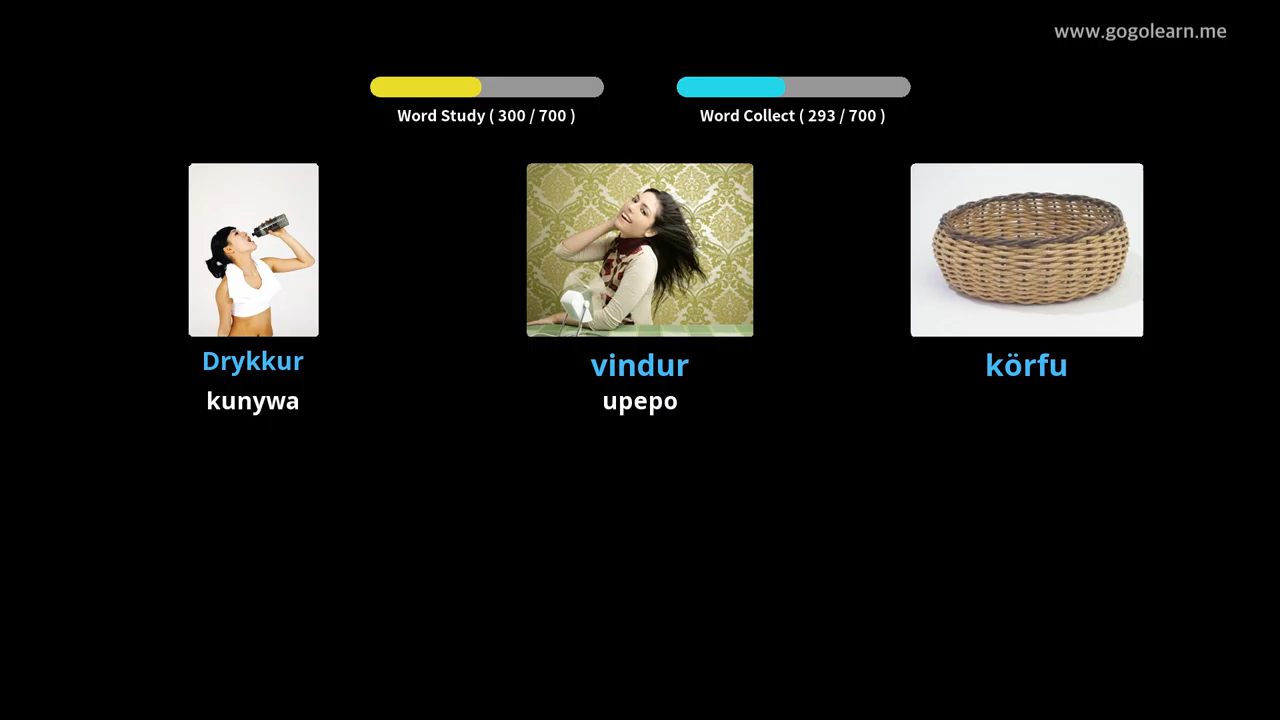 www.gogolearn.me
Word Study ( 300 / 700 )
Word Collect ( 293 / 700 )
Drykkur
vindur
körfu
kunywa
upepo